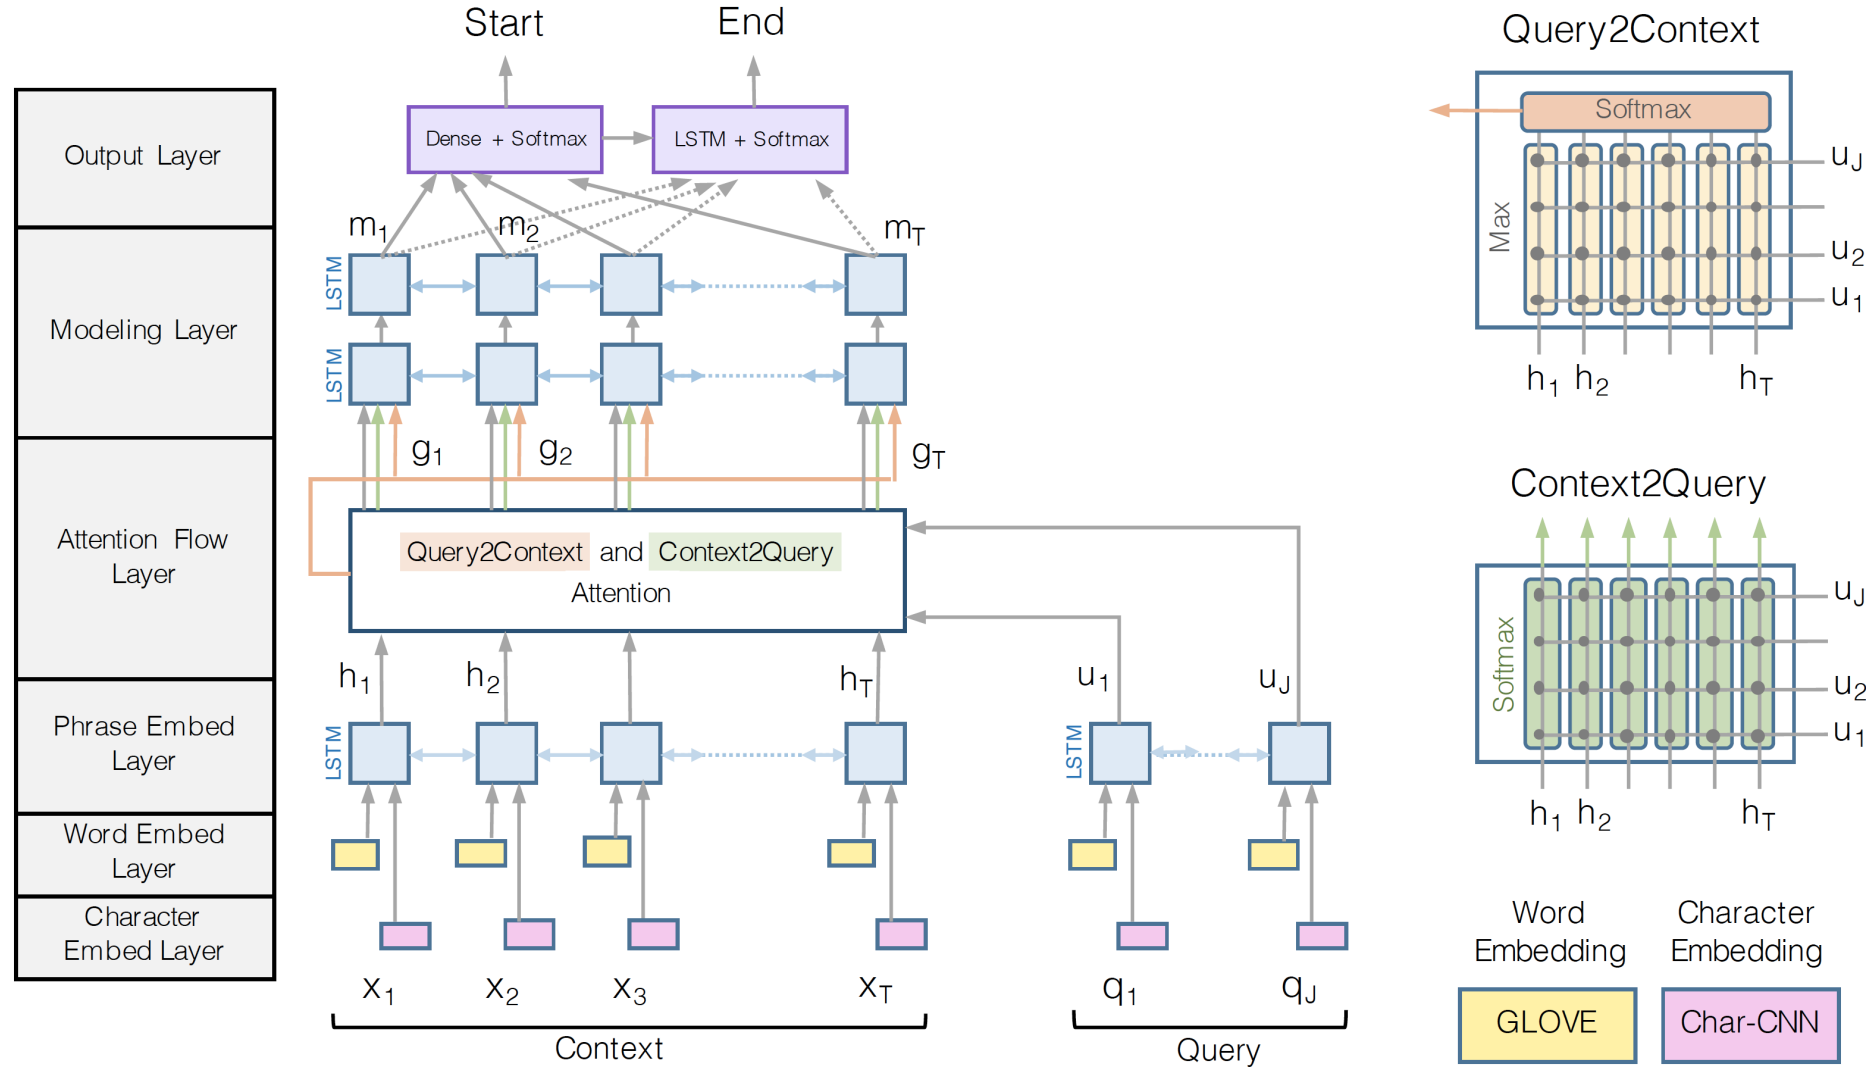 Start
End
Output Layer
Dense + Softmax
LSTM + Softmax
m1
m2
mT
Modeling Layer
LSTM
LSTM
g1
g2
gT
Attention Flow
Layer
Query2Context and Context2Query
Attention
h1
h2
hT
u1
uJ
Phrase Embed
Layer
LSTM
LSTM
Word Embed
Layer
Character
Embed Layer
x1
x2
x3
xT
q1
qJ
Context
Query
Query2Context
Softmax
Max
uJ
u2
u1
h1
h2
hT
Context2Query
Softmax
uJ
u2
u1
h1
h2
hT
Word
Embedding
GLOVE
Character
Embedding
Char-CNN